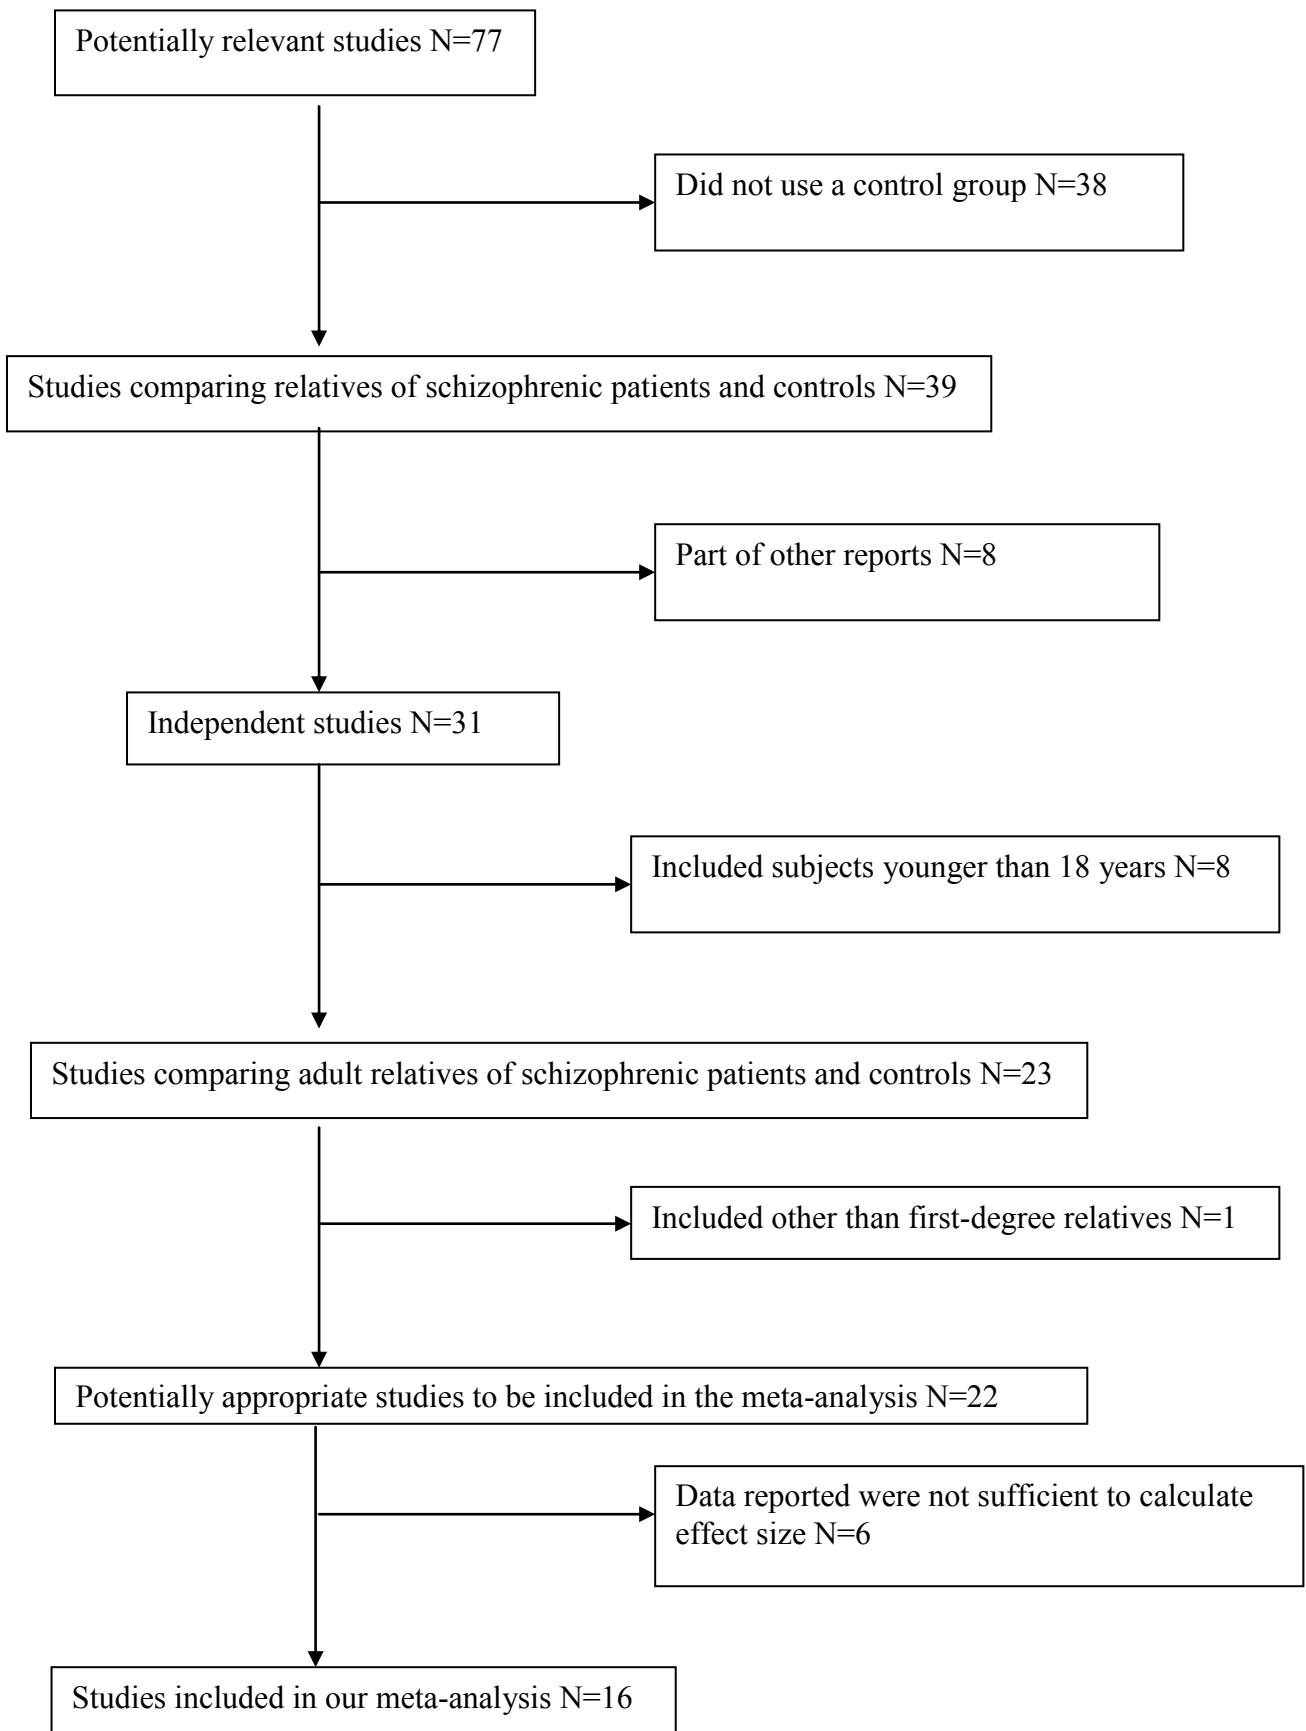 Potentially relevant studies N=77
Did not use a control group N=38
Studies comparing relatives of schizophrenic patients and controls N=39
Part of other reports N=8
Independent studies N=31
Included subjects younger than 18 years N=8
Studies comparing adult relatives of schizophrenic patients and controls N=23
Included other than first-degree relatives N=1
Potentially appropriate studies to be included in the meta-analysis N=22
Data reported were not sufficient to calculate
effect size N=6
Studies included in our meta-analysis N=16